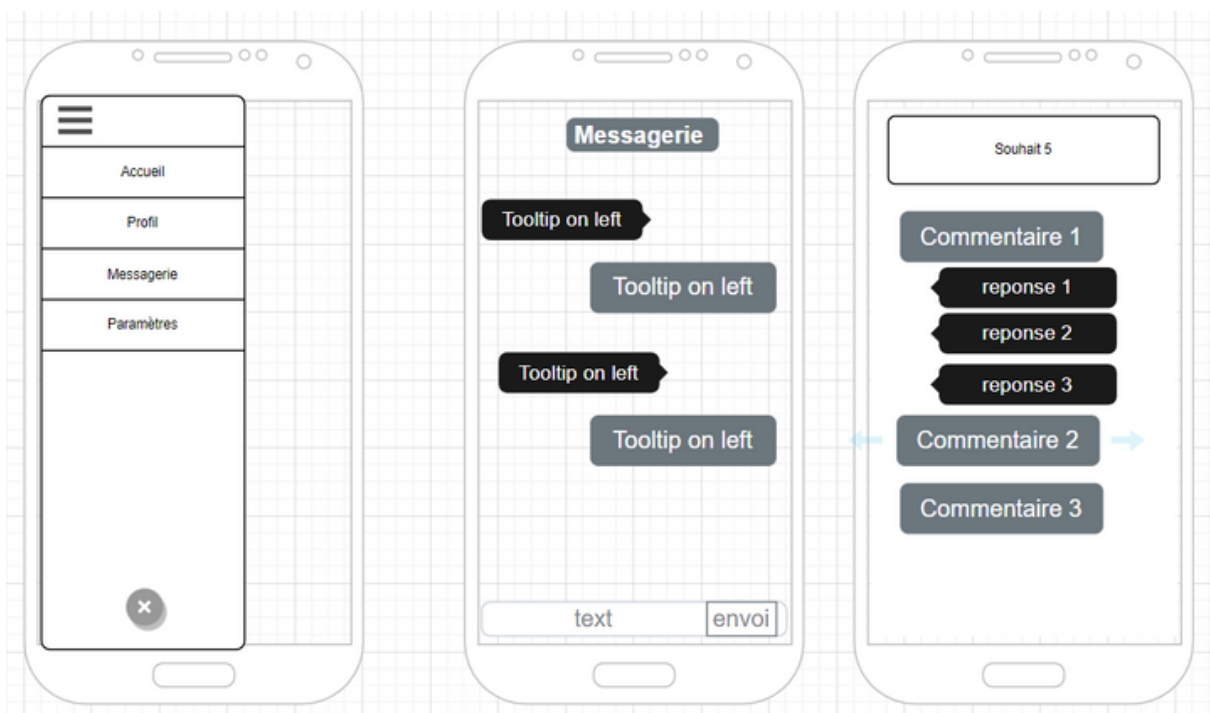 Accueil
Profil
Messagerie
Paramètres
Messagerie
Tooltip on left
Tooltip on left
Tooltip on left
Tooltip on left
text
envoi
Souhait 5
Commentaire 1
reponse 1
reponse 2
reponse 3
Commentaire 2
Commentaire 3